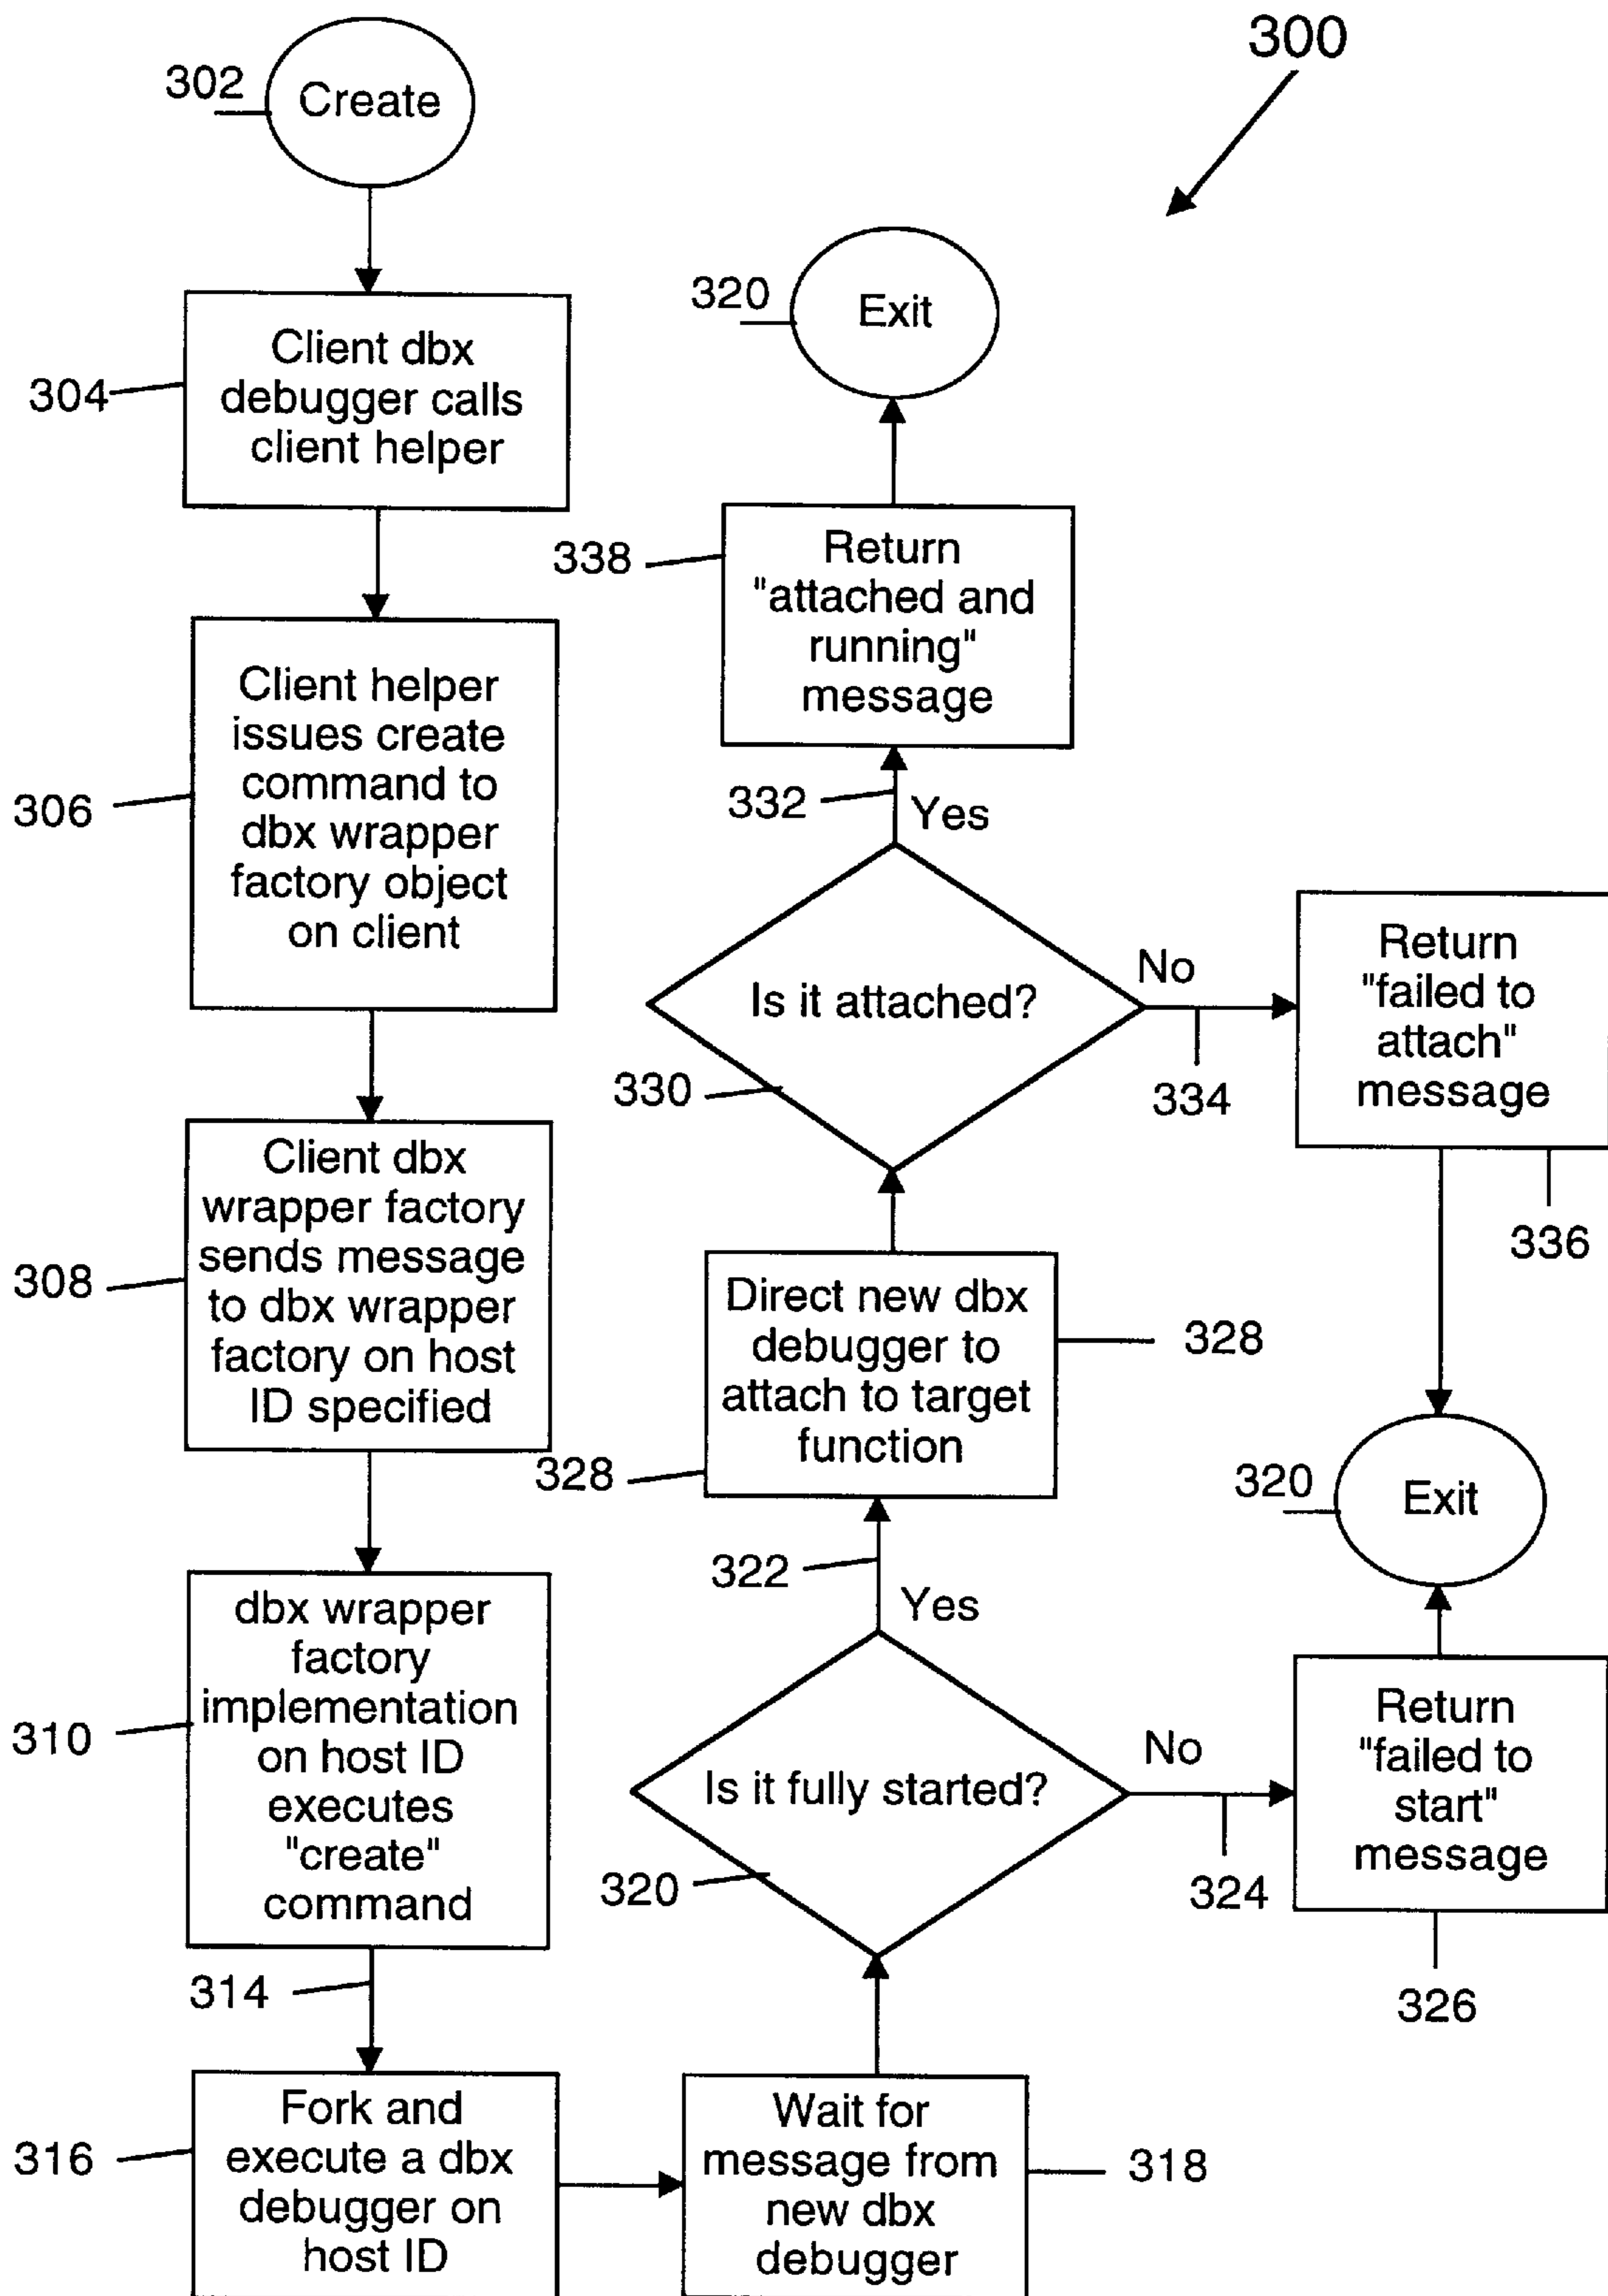 300
302
Create
304
Client dbx
debugger calls
client helper
306
Client helper
issues create
command to
dbx wrapper
factory object
on client
308
Client dbx
wrapper factory
sends message
to dbx wrapper
factory on host
ID specified
310
dbx wrapper
factory
implementation
on host ID
executes
"create"
command
314
316
Fork and
execute a dbx
debugger on
host ID
Wait for
message from
new dbx
debugger
318
Is it fully started?
320
No
324
Return
"failed to
start"
message
326
Yes
322
Direct new dbx
debugger to
attach to target
function
328
328
Is it attached?
330
No
334
Return
"failed to
attach"
message
336
320
Exit
Yes
332
338
Return
"attached and
running"
message
320
Exit